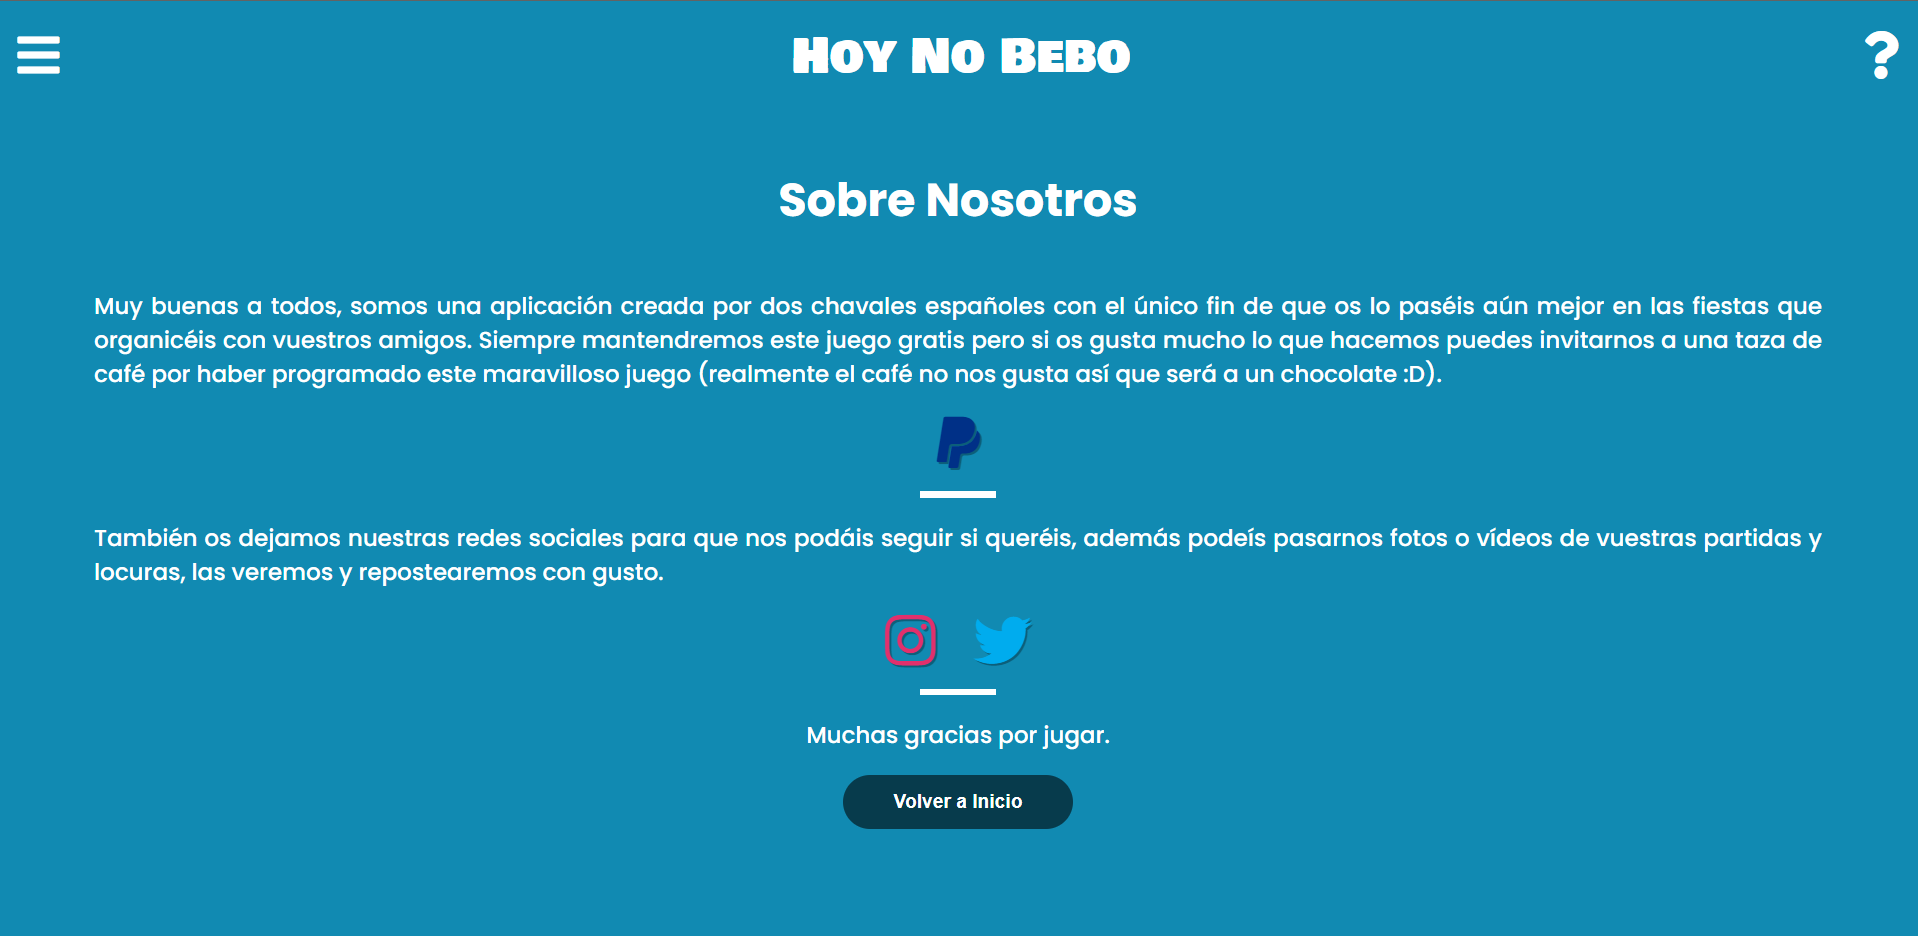 Hoy No Bebo
Sobre Nosotros
Muy buenas a todos, somos una aplicación creada por dos chavales españoles con el único fin de que os lo paséis aún mejor en las fiestas que
organicéis con vuestros amigos. Siempre mantendremos este juego gratis pero si os gusta mucho lo que hacemos puedes invitarnos a una taza de
café por haber programado este maravilloso juego (realmente el café no nos gusta así que será a un chocolate :D).
También os dejamos nuestras redes sociales para que nos podáis seguir si queréis, además podeís pasarnos fotos o vídeos de vuestras partidas y
locuras, las veremos y repostearemos con gusto.
Muchas gracias por jugar.
Volver a Inicio